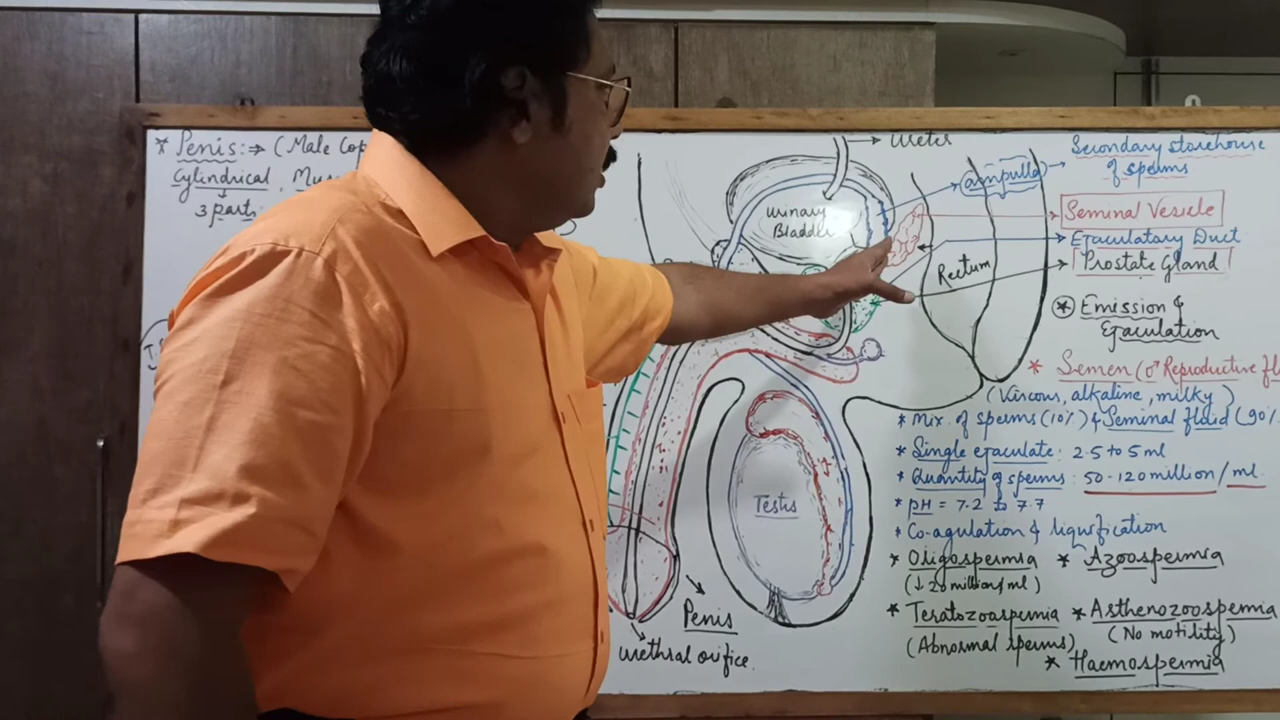 * Penis:⇒ (Male Cop
Cylindrical, Mus
3 parts
Ureter
Urinary
Bladder
ampulla
Rectum
Secondary storehouse
of sperms
Seminal Vesicle
Ejaculatory Duct
Prostate Gland
* Emission &
Ejaculation
* Semen (♂ Reproductive fl
(Viscous, alkaline, milky)
* Mix. of sperms (10%) & Seminal fluid (90%
* Single ejaculate : 2.5 to 5 ml
* Quantity of sperms : 50-120 million/ml
* pH = 7.2 to 7.7
* Co-agulation & liquification
* Oligospermia * Azoospermia
(↓ 20 million/ml)
* Teratozoospemia * Asthenozoospemia
(Abnormal sperms) (No motility)
* Haemospermia
Testis
Penis
urethral orifice